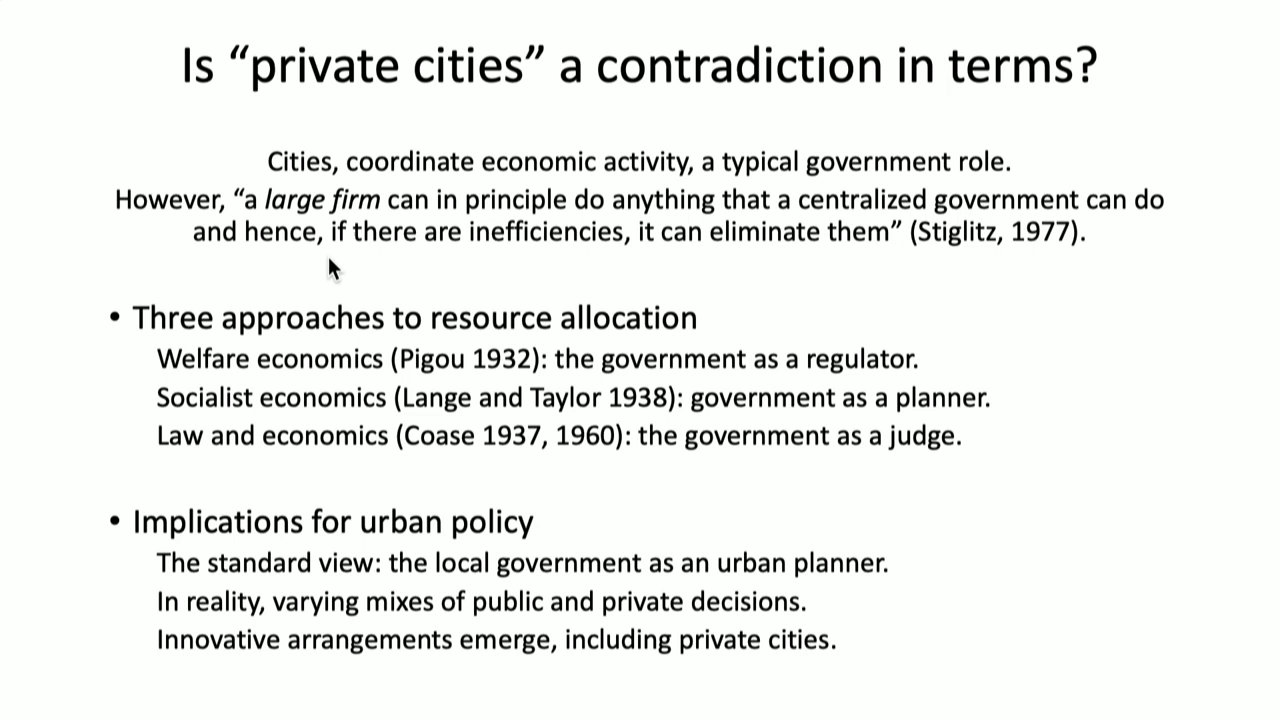 Is “private cities” a contradiction in terms?
Cities, coordinate economic activity, a typical government role.
However, “a large firm can in principle do anything that a centralized government can do
and hence, if there are inefficiencies, it can eliminate them” (Stiglitz, 1977).
• Three approaches to resource allocation
Welfare economics (Pigou 1932): the government as a regulator.
Socialist economics (Lange and Taylor 1938): government as a planner.
Law and economics (Coase 1937, 1960): the government as a judge.
• Implications for urban policy
The standard view: the local government as an urban planner.
In reality, varying mixes of public and private decisions.
Innovative arrangements emerge, including private cities.